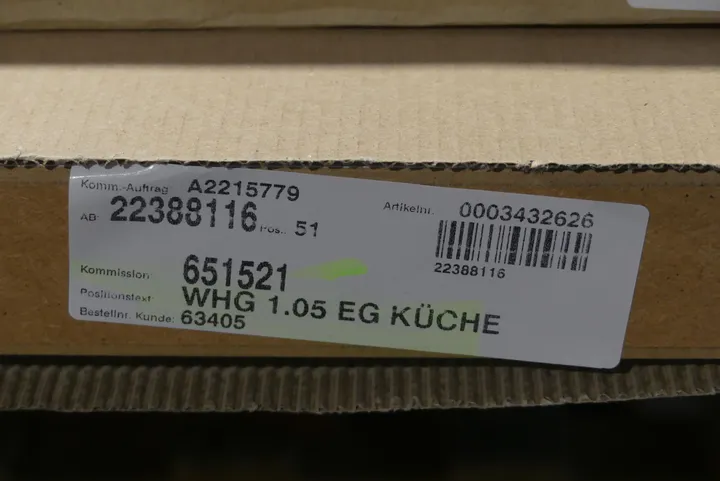 Komm.-Auftrag A2215779
AB: 22388116 Pos.: 51
Artikelnr.: 0003432626
22388116
Kommission: 651521
Positionstext: WHG 1.05 EG KÜCHE
Bestellnr. Kunde: 63405